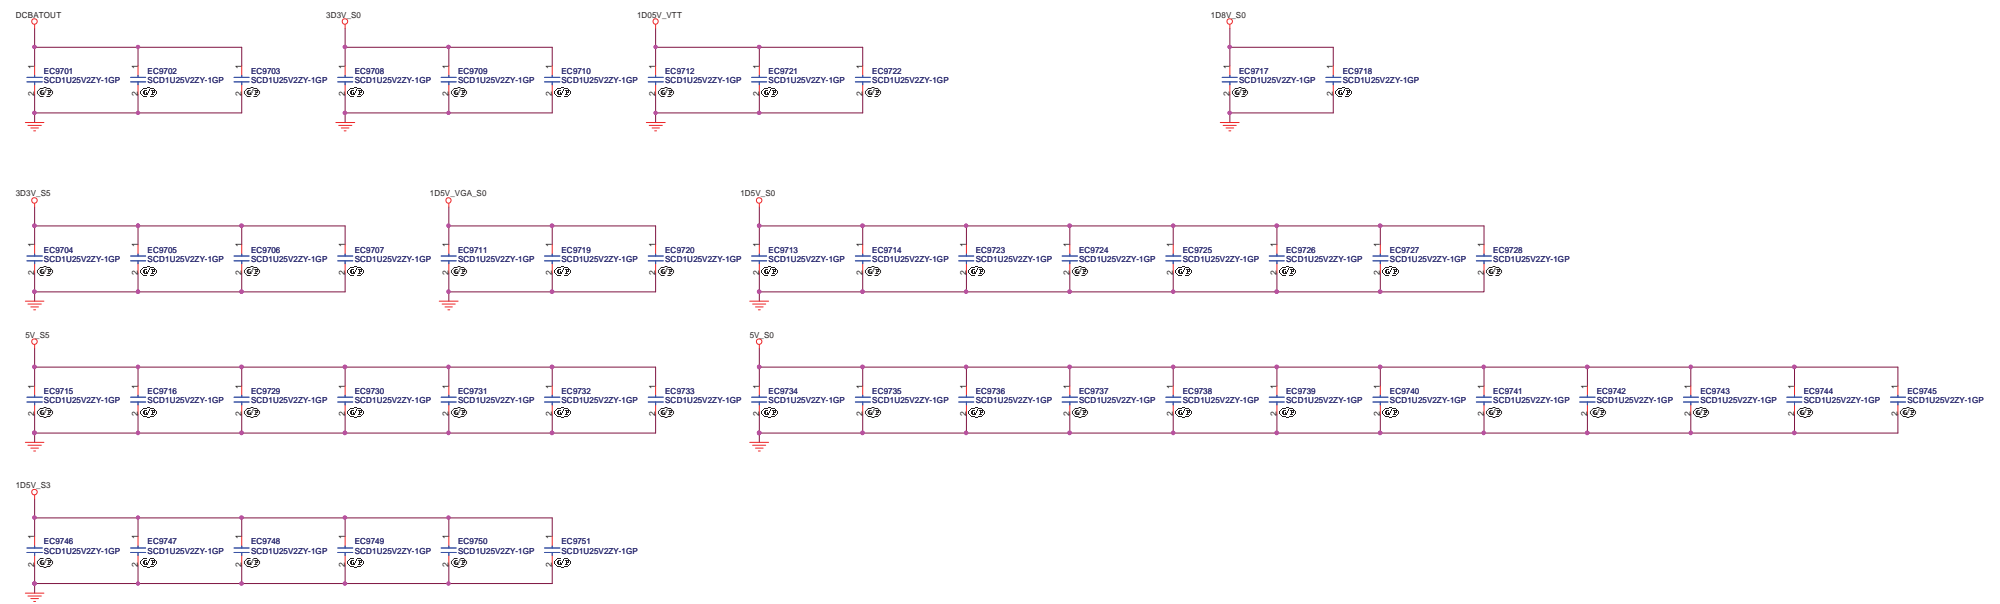 DCBATOUT 3D3V_S0 1D05V_VTT 1D8V_S0
EC9701 EC9702 EC9703 EC9708 EC9709 EC9710 EC9712 EC9721 EC9722 EC9717 EC9718
SCD1U25V2ZY-1GP SCD1U25V2ZY-1GP SCD1U25V2ZY-1GP SCD1U25V2ZY-1GP SCD1U25V2ZY-1GP SCD1U25V2ZY-1GP SCD1U25V2ZY-1GP SCD1U25V2ZY-1GP SCD1U25V2ZY-1GP SCD1U25V2ZY-1GP SCD1U25V2ZY-1GP
3D3V_S5 1D5V_VGA_S0 1D5V_S0
EC9704 EC9705 EC9706 EC9707 EC9711 EC9719 EC9720 EC9713 EC9714 EC9723 EC9724 EC9725 EC9726 EC9727 EC9728
SCD1U25V2ZY-1GP SCD1U25V2ZY-1GP SCD1U25V2ZY-1GP SCD1U25V2ZY-1GP SCD1U25V2ZY-1GP SCD1U25V2ZY-1GP SCD1U25V2ZY-1GP SCD1U25V2ZY-1GP SCD1U25V2ZY-1GP SCD1U25V2ZY-1GP SCD1U25V2ZY-1GP SCD1U25V2ZY-1GP SCD1U25V2ZY-1GP SCD1U25V2ZY-1GP SCD1U25V2ZY-1GP
5V_S5 5V_S0
EC9715 EC9716 EC9729 EC9730 EC9731 EC9732 EC9733 EC9734 EC9735 EC9736 EC9737 EC9738 EC9739 EC9740 EC9741 EC9742 EC9743 EC9744 EC9745
SCD1U25V2ZY-1GP SCD1U25V2ZY-1GP SCD1U25V2ZY-1GP SCD1U25V2ZY-1GP SCD1U25V2ZY-1GP SCD1U25V2ZY-1GP SCD1U25V2ZY-1GP SCD1U25V2ZY-1GP SCD1U25V2ZY-1GP SCD1U25V2ZY-1GP SCD1U25V2ZY-1GP SCD1U25V2ZY-1GP SCD1U25V2ZY-1GP SCD1U25V2ZY-1GP SCD1U25V2ZY-1GP SCD1U25V2ZY-1GP SCD1U25V2ZY-1GP SCD1U25V2ZY-1GP SCD1U25V2ZY-1GP
1D5V_S3
EC9746 EC9747 EC9748 EC9749 EC9750 EC9751
SCD1U25V2ZY-1GP SCD1U25V2ZY-1GP SCD1U25V2ZY-1GP SCD1U25V2ZY-1GP SCD1U25V2ZY-1GP SCD1U25V2ZY-1GP